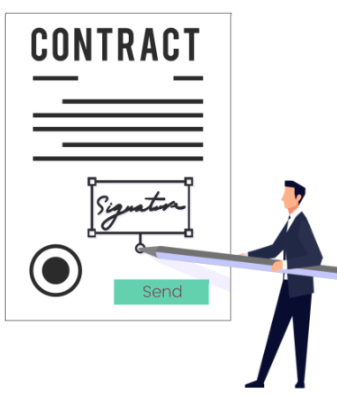 CONTRACT
Signature
Send